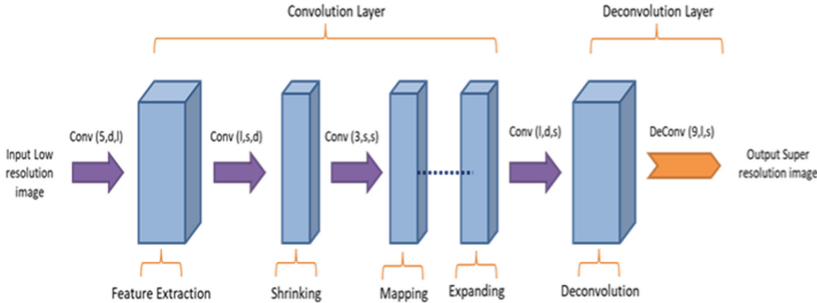 Convolution Layer
Deconvolution Layer
Conv (5,d,l)
Conv (l,s,d)
Conv (3,s,s)
Conv (l,d,s)
DeConv (9,l,s)
Input Low
resolution
image
Output Super
resolution image
Feature Extraction
Shrinking
Mapping
Expanding
Deconvolution